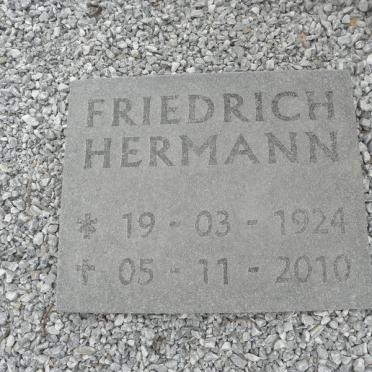 FRIEDRICH
HERMANN
* 19 - 03 - 1924
† 05 - 11 - 2010